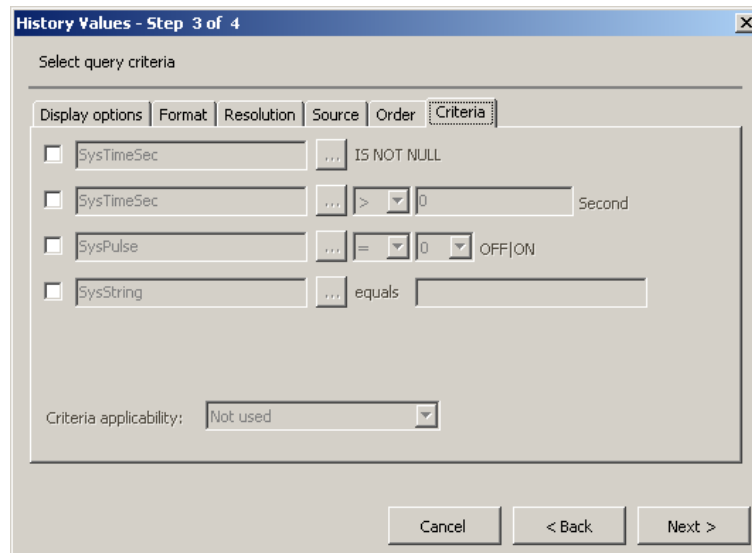 History Values - Step 3 of 4
Select query criteria
Display options Format Resolution Source Order Criteria
SysTimeSec ... IS NOT NULL
SysTimeSec ... > 0 Second
SysPulse ... = 0 OFF|ON
SysString ... equals
Criteria applicability: Not used
Cancel < Back Next >